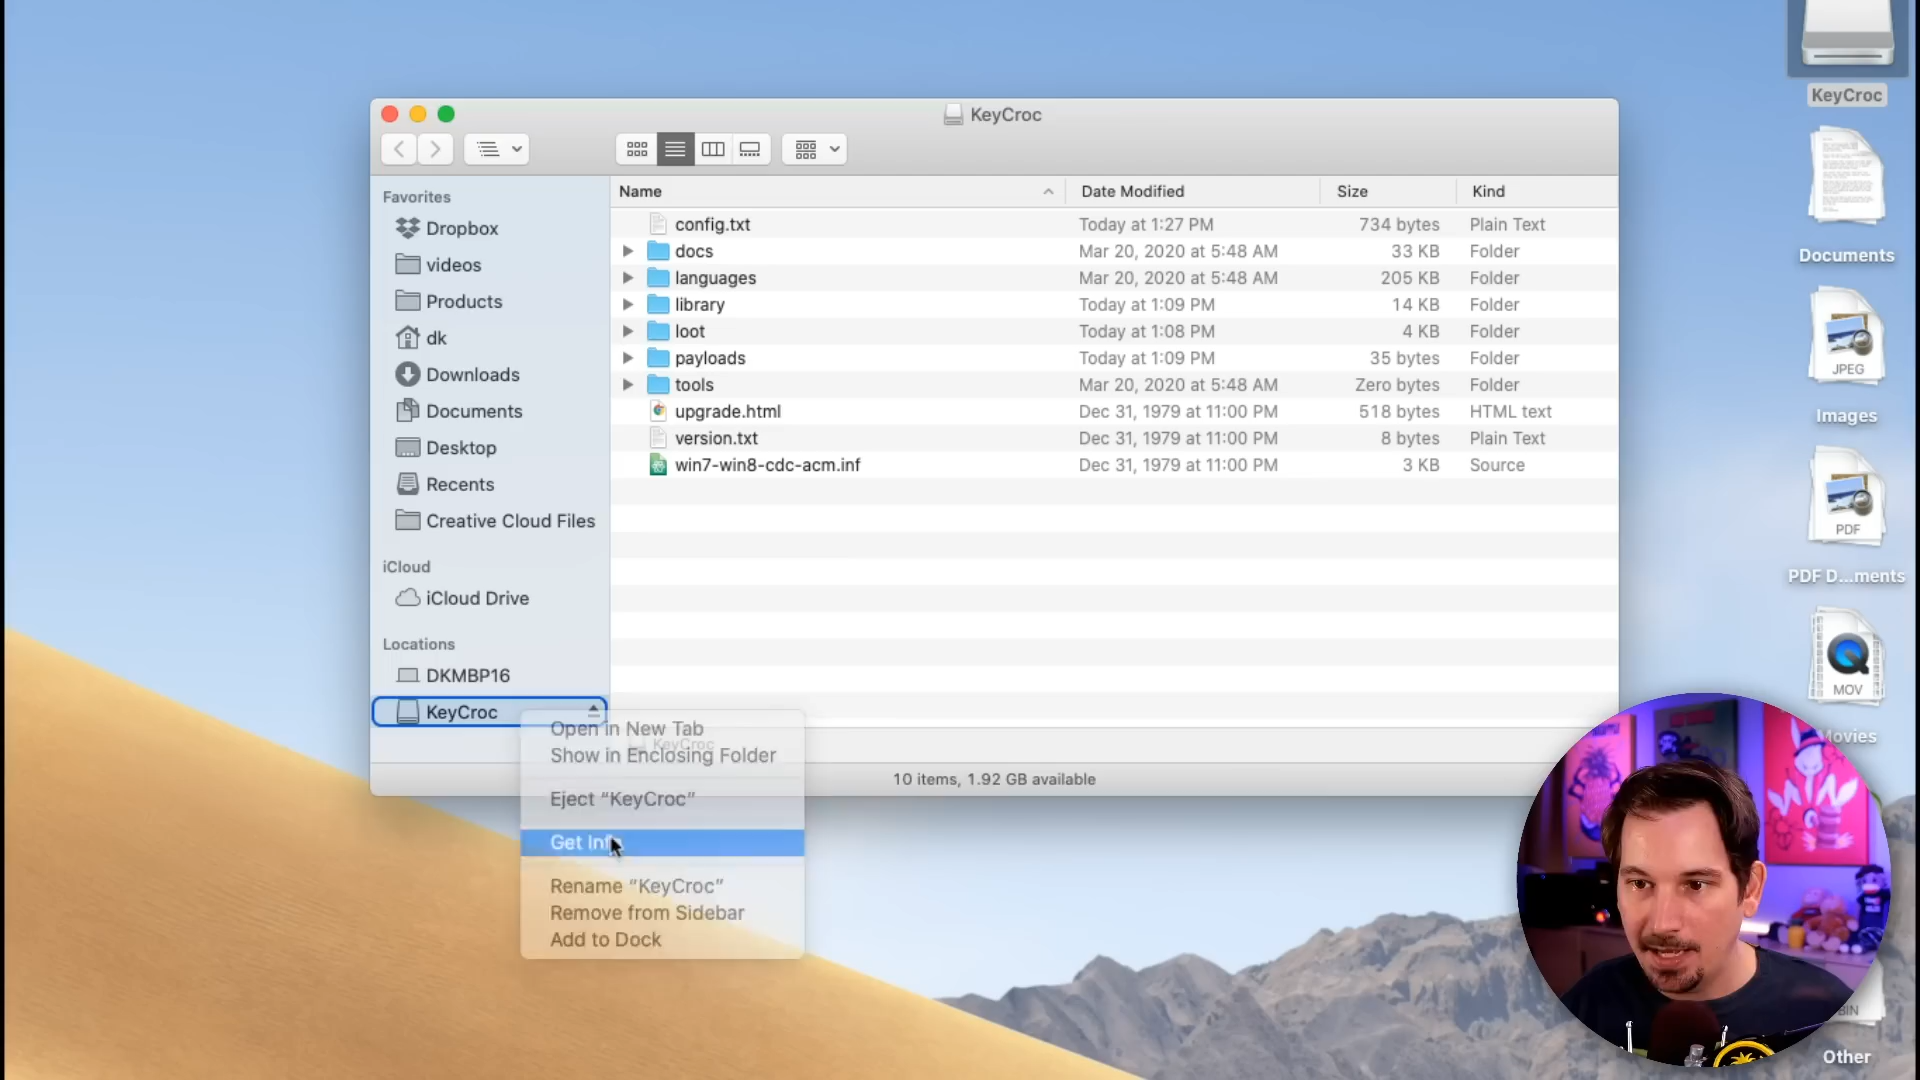 KeyCroc
KeyCroc
Documents
JPEG
Images
PDF
PDF D...ments
MOV
Movies
BIN
Other
Favorites
Dropbox
videos
Products
dk
Downloads
Documents
Desktop
Recents
Creative Cloud Files
iCloud
iCloud Drive
Locations
DKMBP16
KeyCroc
Name Date Modified Size Kind
config.txt Today at 1:27 PM 734 bytes Plain Text
docs Mar 20, 2020 at 5:48 AM 33 KB Folder
languages Mar 20, 2020 at 5:48 AM 205 KB Folder
library Today at 1:09 PM 14 KB Folder
loot Today at 1:08 PM 4 KB Folder
payloads Today at 1:09 PM 35 bytes Folder
tools Mar 20, 2020 at 5:48 AM Zero bytes Folder
upgrade.html Dec 31, 1979 at 11:00 PM 518 bytes HTML text
version.txt Dec 31, 1979 at 11:00 PM 8 bytes Plain Text
win7-win8-cdc-acm.inf Dec 31, 1979 at 11:00 PM 3 KB Source
Open in New Tab
KeyCroc
Show in Enclosing Folder
Eject “KeyCroc”
Get Info
Rename “KeyCroc”
Remove from Sidebar
Add to Dock
10 items, 1.92 GB available